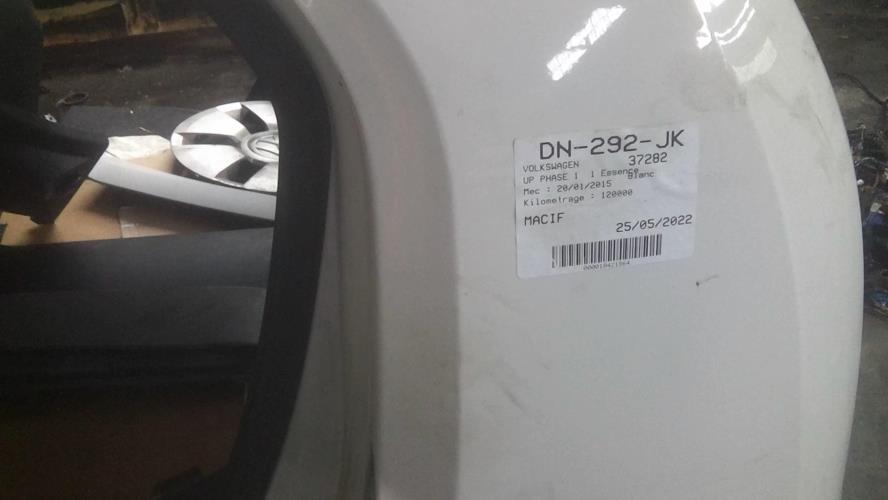 DN-292-JK
VOLKSWAGEN 37282
UP PHASE 1 1 Essence
Blanc
Mec : 20/01/2015
Kilometrage : 120000
MACIF
25/05/2022